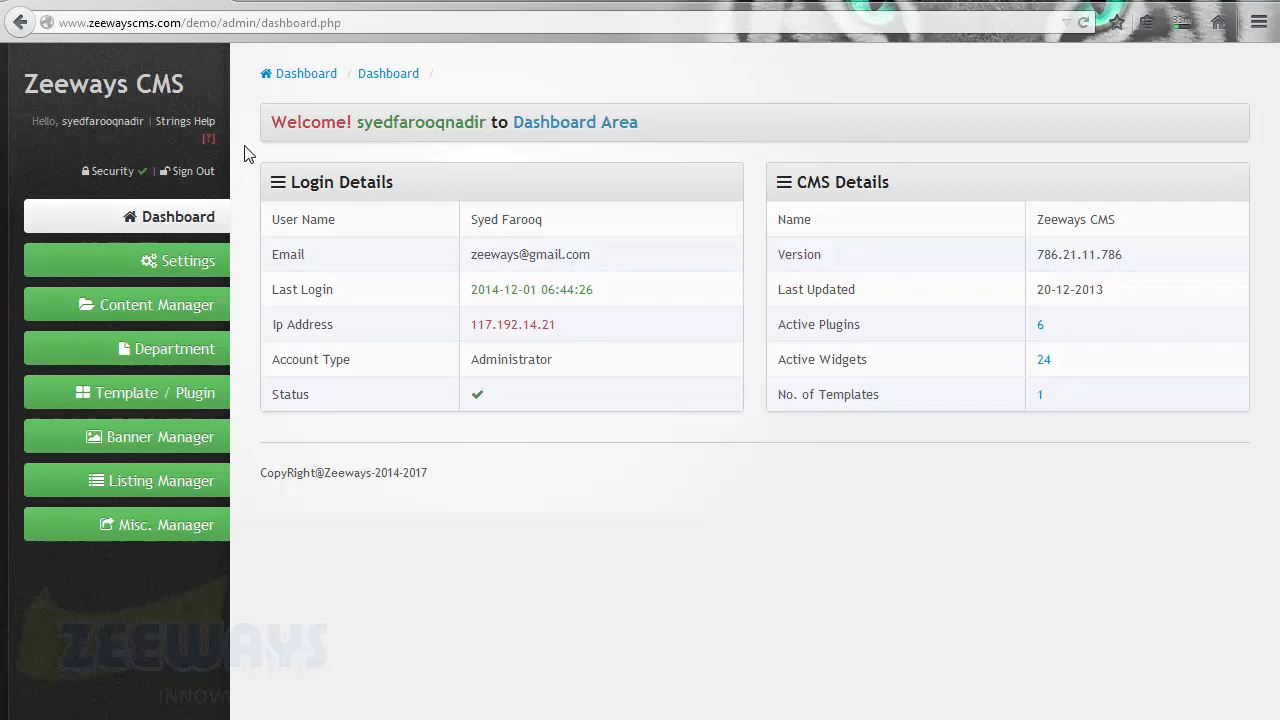 www.zeewayscms.com/demo/admin/dashboard.php
Zeeways CMS
Hello, syedfarooqnadir | Strings Help
[?]
Security | Sign Out
Dashboard
Settings
Content Manager
Department
Template / Plugin
Banner Manager
Listing Manager
Misc. Manager
Dashboard / Dashboard /
Welcome! syedfarooqnadir to Dashboard Area
Login Details
User Name Syed Farooq
Email zeeways@gmail.com
Last Login 2014-12-01 06:44:26
Ip Address 117.192.14.21
Account Type Administrator
Status
CMS Details
Name Zeeways CMS
Version 786.21.11.786
Last Updated 20-12-2013
Active Plugins 6
Active Widgets 24
No. of Templates 1
CopyRight@Zeeways-2014-2017
ZEEWAYS